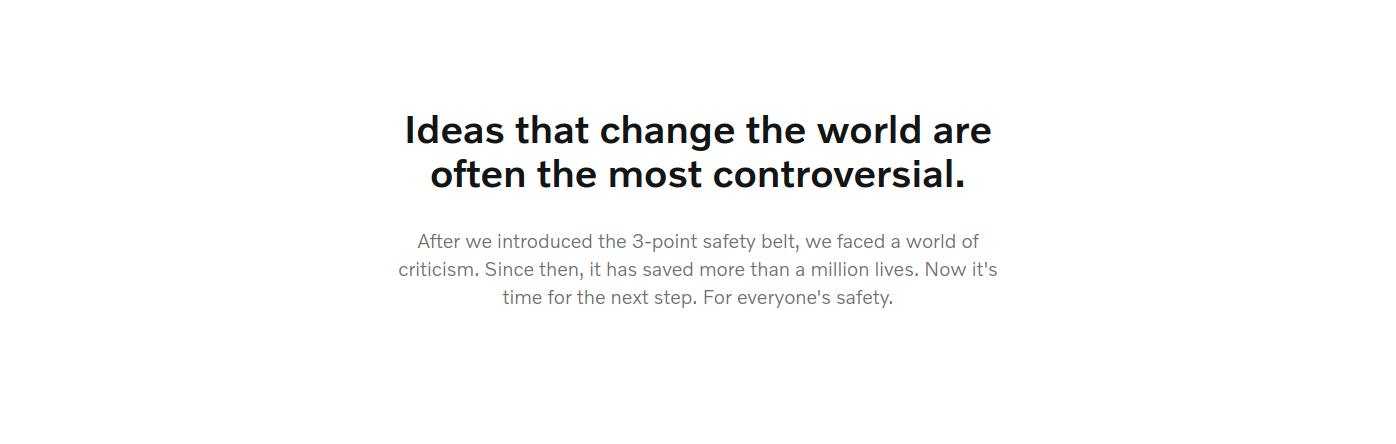 Ideas that change the world are
often the most controversial.
After we introduced the 3-point safety belt, we faced a world of
criticism. Since then, it has saved more than a million lives. Now it's
time for the next step. For everyone's safety.